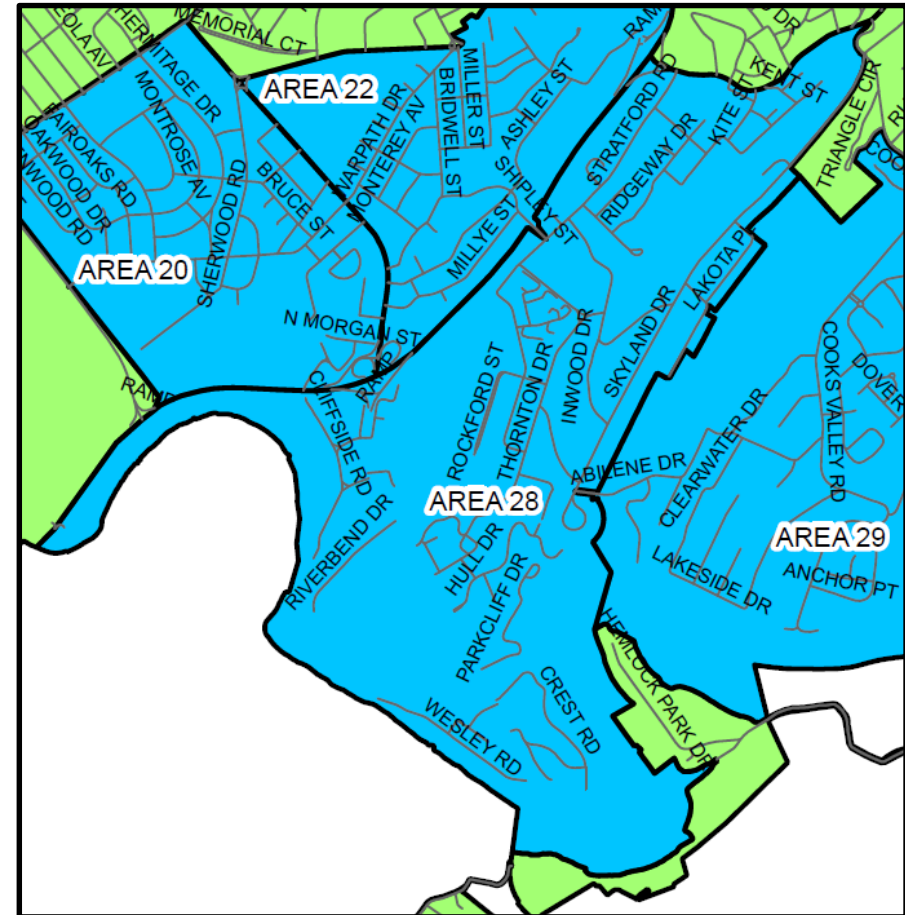 MEMORIAL CT
HERMITAGE DR
MONTROSE AV
FAIROAKS RD
OAKWOOD DR
SHERWOOD RD
BRUCE ST
AREA 20
AREA 22
WARPATH DR
MONTEREY AV
BRIDWELL ST
MILLER ST
ASHLEY ST
SHIPLEY ST
MILLYE ST
STRATFORD RD
RIDGEWAY DR
KITE ST
KENT ST
TRIANGLE CIR
LAKOTA PL
SKYLAND DR
INWOOD DR
THORNTON DR
ROCKFORD ST
N MORGAN ST
RAMP
RAMP
CLIFFSIDE RD
RIVERBEND DR
AREA 28
HULL DR
PARKCLIFF DR
ABILENE DR
CLEARWATER DR
COOKS VALLEY RD
DOVER
AREA 29
LAKESIDE DR
ANCHOR PT
HEMLOCK PARK DR
CREST RD
WESLEY RD